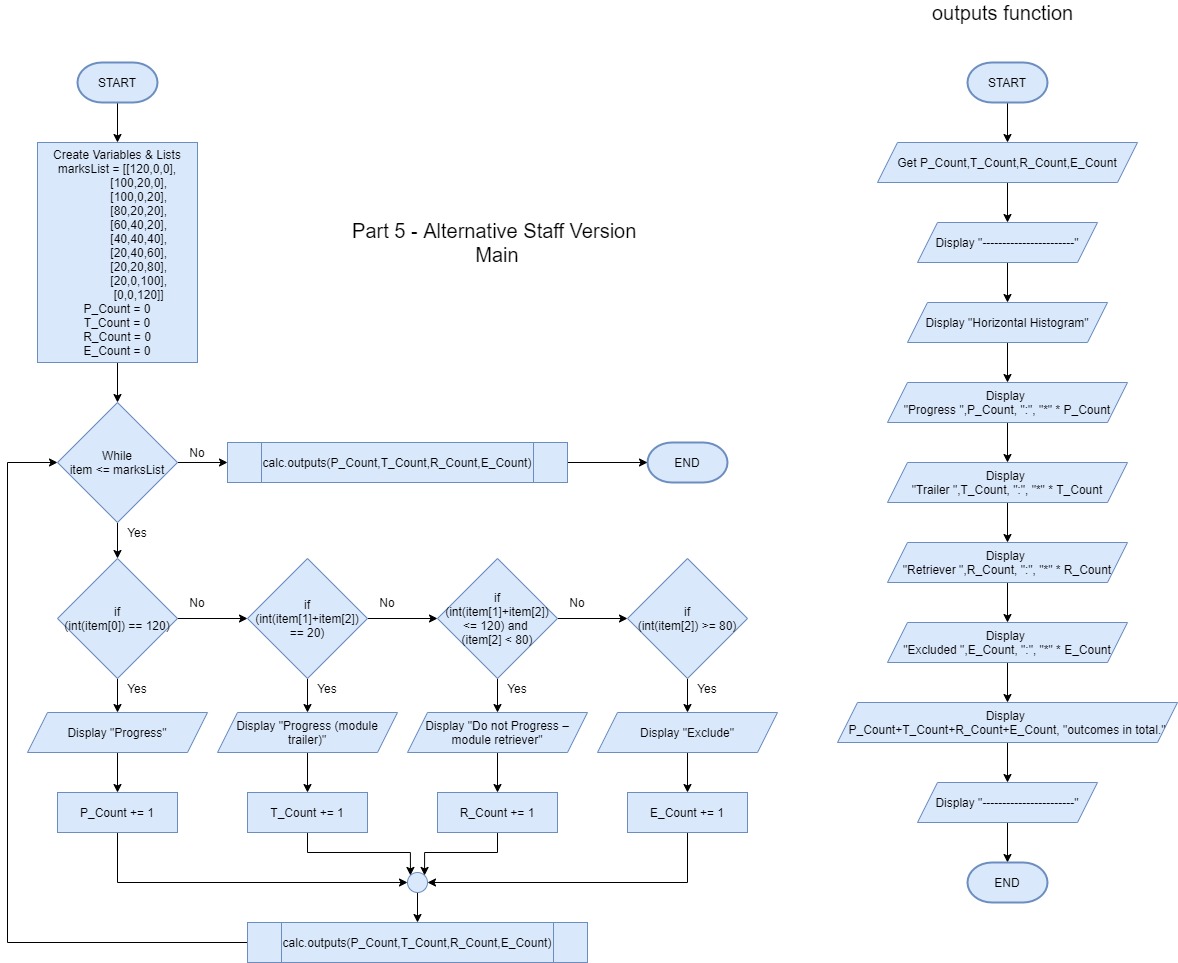 outputs function
START
Create Variables & Lists
marksList = [[120,0,0],
[100,20,0],
[100,0,20],
[80,20,20],
[60,40,20],
[40,40,40],
[20,40,60],
[20,20,80],
[20,0,100],
[0,0,120]]
P_Count = 0
T_Count = 0
R_Count = 0
E_Count = 0
Part 5 - Alternative Staff Version
Main
While
item <= marksList
No
calc.outputs(P_Count,T_Count,R_Count,E_Count)
END
Yes
if
(int(item[0]) == 120)
No
if
(int(item[1]+item[2])
== 20)
No
if
(int(item[1]+item[2])
<= 120) and
(item[2] < 80)
No
if
(int(item[2]) >= 80)
Yes
Yes
Yes
Yes
Display "Progress"
Display "Progress (module
trailer)"
Display "Do not Progress –
module retriever"
Display "Exclude"
P_Count += 1
T_Count += 1
R_Count += 1
E_Count += 1
calc.outputs(P_Count,T_Count,R_Count,E_Count)
START
Get P_Count,T_Count,R_Count,E_Count
Display "-----------------------"
Display "Horizontal Histogram"
Display
"Progress ",P_Count, ":", "*" * P_Count
Display
"Trailer ",T_Count, ":", "*" * T_Count
Display
"Retriever ",R_Count, ":", "*" * R_Count
Display
"Excluded ",E_Count, ":", "*" * E_Count
Display
P_Count+T_Count+R_Count+E_Count, "outcomes in total."
Display "-----------------------"
END